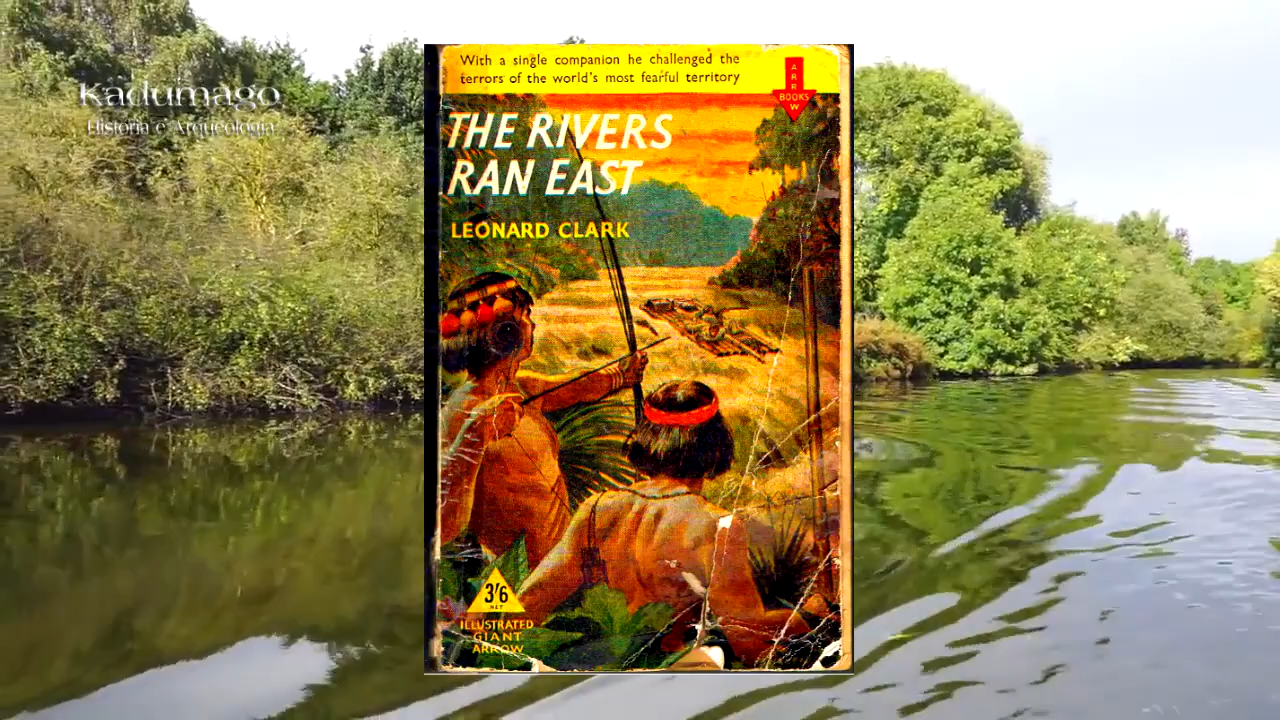 Kadumago
História e Arqueologia
With a single companion he challenged the
terrors of the world's most fearful territory
ARROW
BOOKS
THE RIVERS
RAN EAST
LEONARD CLARK
3'6
NET
ILLUSTRATED
GIANT
ARROW